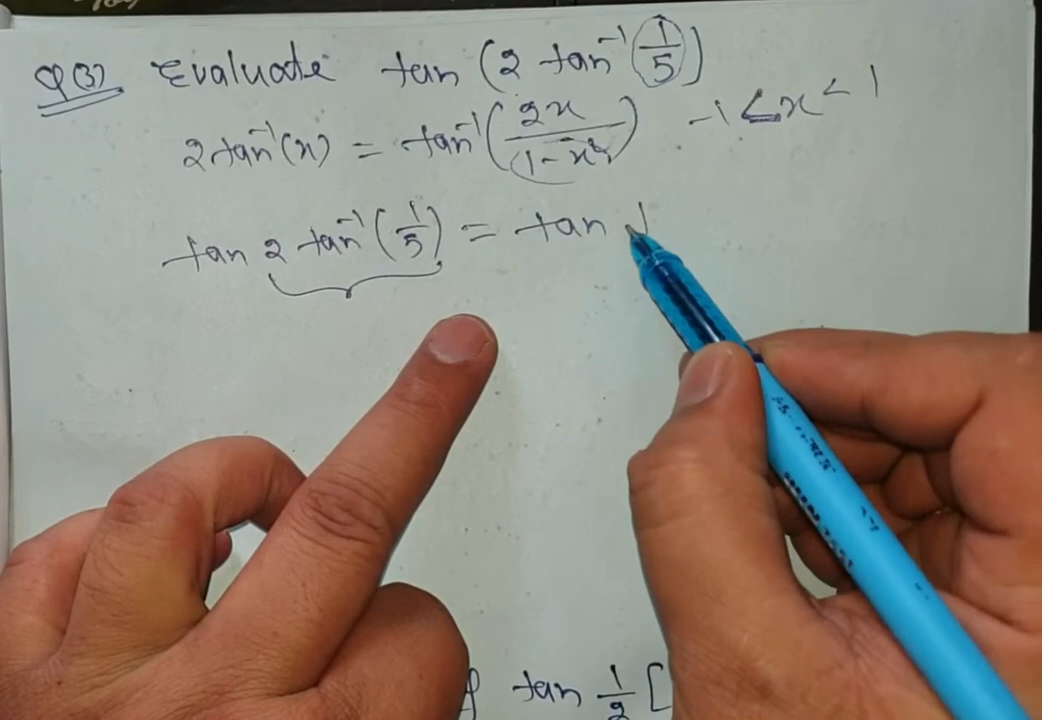 Q(3) Evaluate tan (2 tan⁻¹(1/5))
2tan⁻¹(x) = tan⁻¹(2x/(1-x²)) -1 < x < 1
tan 2 tan⁻¹(1/5) = tan
tan 1/2 [